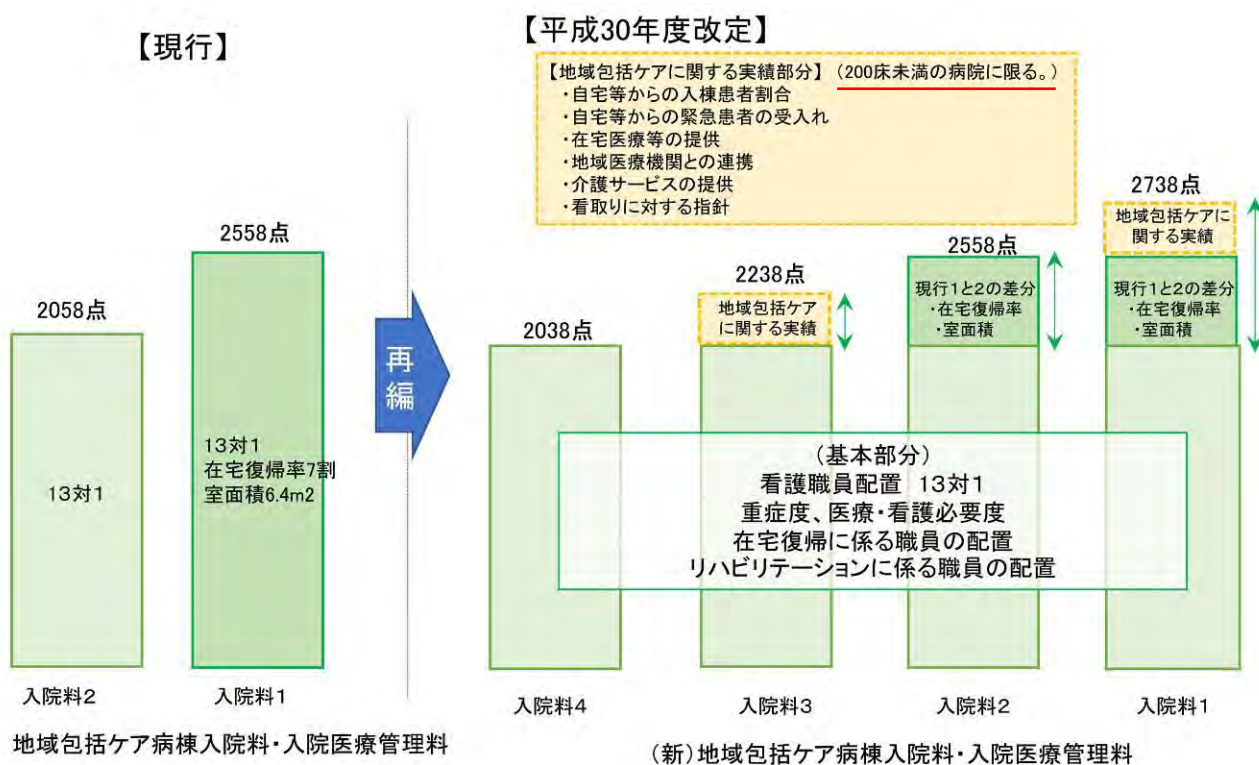 【現行】
2558点
2058点
13対1
13対1
在宅復帰率7割
室面積6.4m2
入院料2
入院料1
地域包括ケア病棟入院料・入院医療管理料
再編
【平成30年度改定】
【地域包括ケアに関する実績部分】 (200床未満の病院に限る。)
・自宅等からの入棟患者割合
・自宅等からの緊急患者の受入れ
・在宅医療等の提供
・地域医療機関との連携
・介護サービスの提供
・看取りに対する指針
2038点
2238点
地域包括ケア
に関する実績
2558点
現行1と2の差分
・在宅復帰率
・室面積
2738点
地域包括ケアに
関する実績
現行1と2の差分
・在宅復帰率
・室面積
(基本部分)
看護職員配置 13対1
重症度、医療・看護必要度
在宅復帰に係る職員の配置
リハビリテーションに係る職員の配置
入院料4
入院料3
入院料2
入院料1
(新)地域包括ケア病棟入院料・入院医療管理料